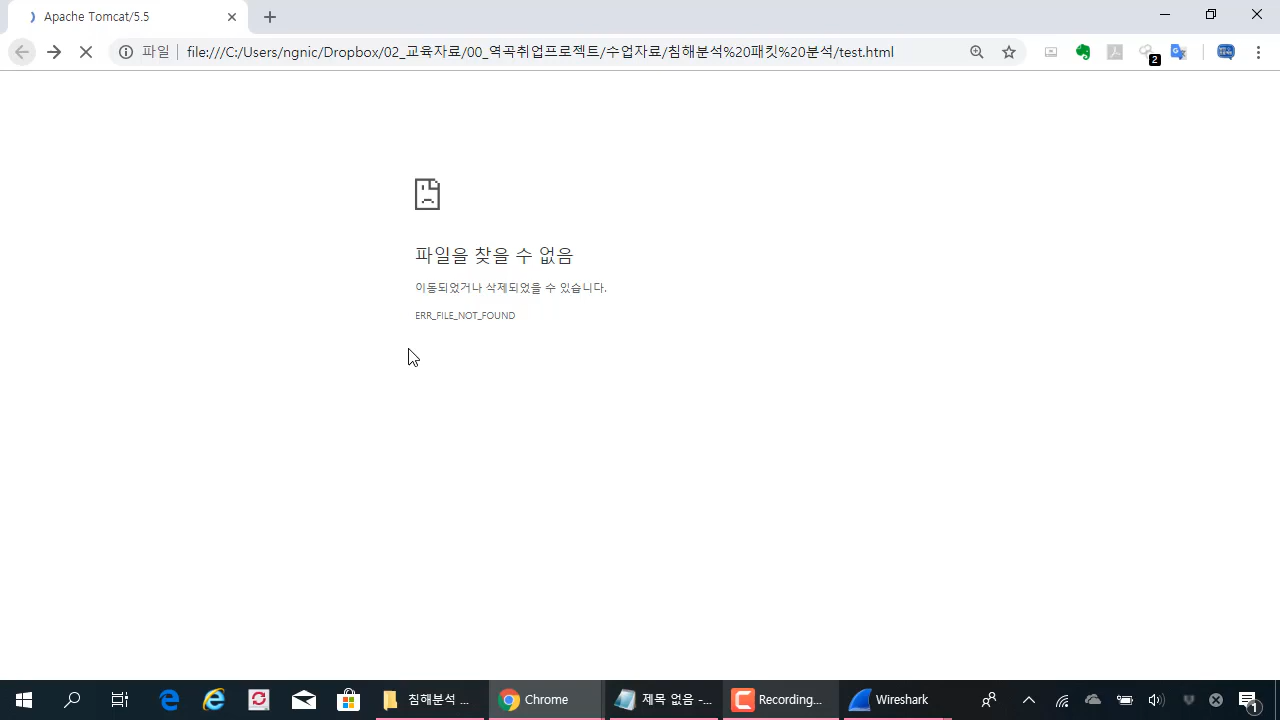 Apache Tomcat/5.5
파일
file:///C:/Users/ngnic/Dropbox/02_교육자료/00_역곡취업프로젝트/수업자료/침해분석%20패킷%20분석/test.html
2
파일을 찾을 수 없음
이동되었거나 삭제되었을 수 있습니다.
ERR_FILE_NOT_FOUND
침해분석 ...
Chrome
제목 없음 -...
Recording...
Wireshark
1